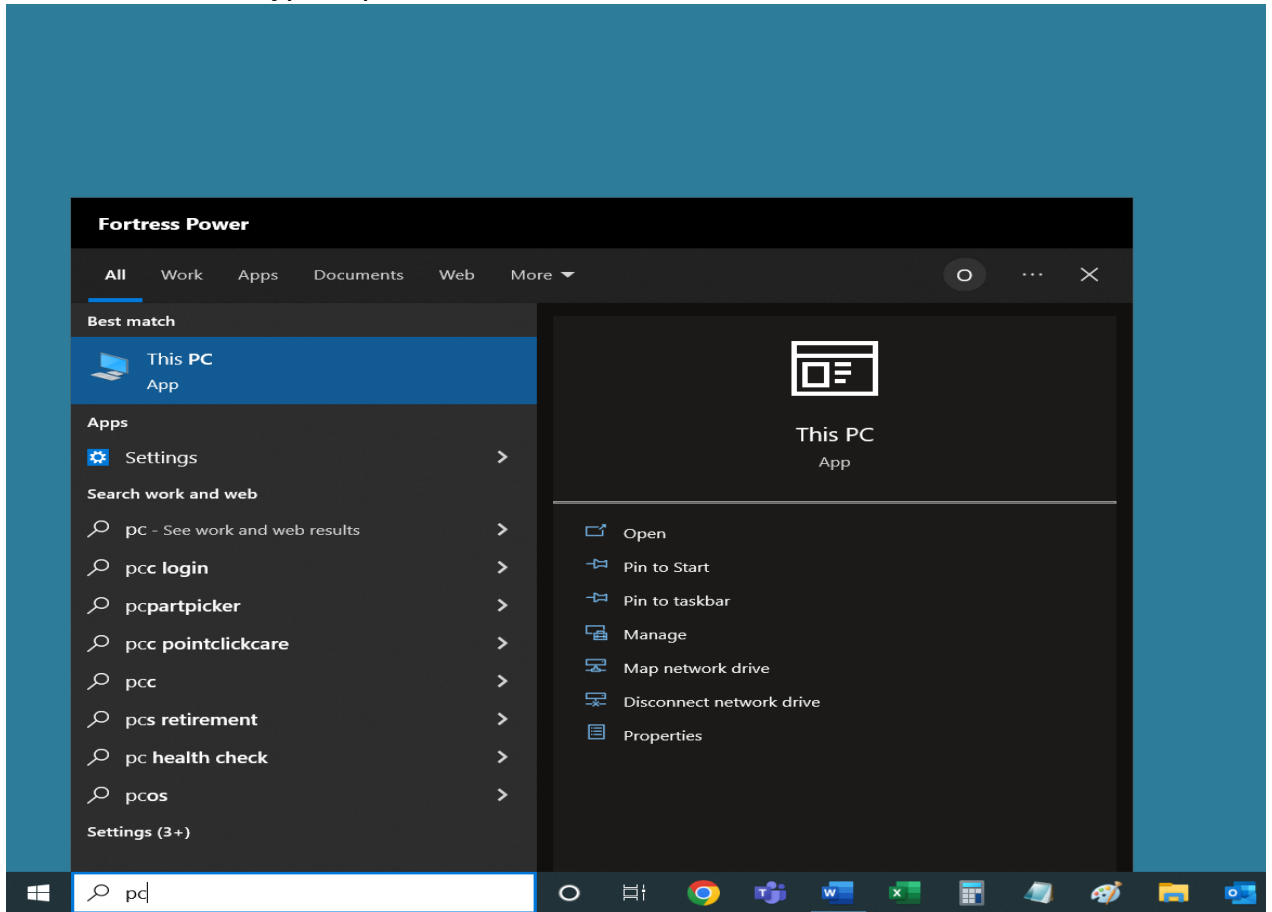 Fortress Power
All Work Apps Documents Web More O ... 
Best match
This PC
App
Apps
Settings
Search work and web
pc - See work and web results
pcc login
pcpartpicker
pcc pointclickcare
pcc
pcs retirement
pc health check
pcos
Settings (3+)
This PC
App
Open
Pin to Start
Pin to taskbar
Manage
Map network drive
Disconnect network drive
Properties
pc